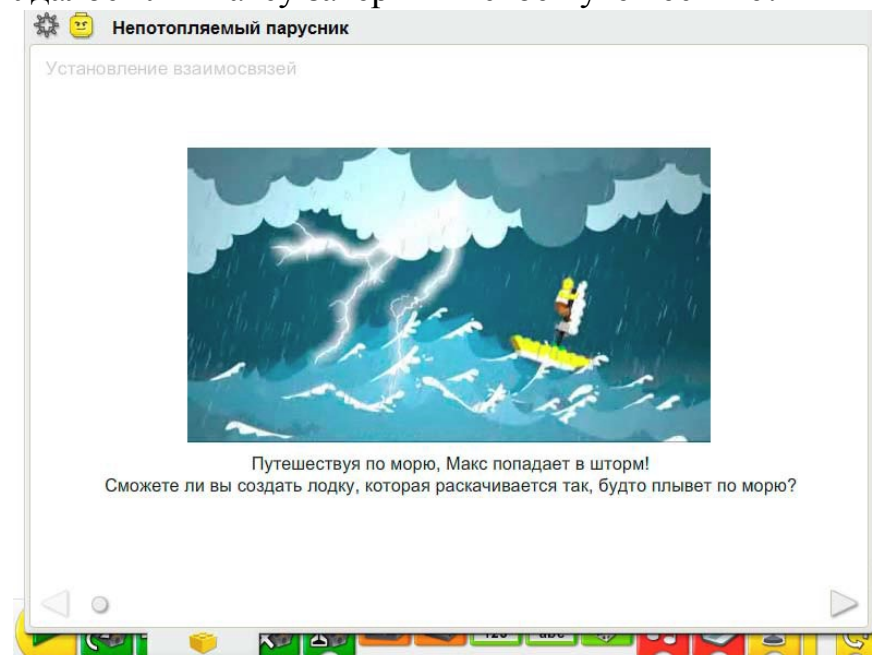 Непотопляемый парусник
Установление взаимосвязей
Путешествуя по морю, Макс попадает в шторм!
Сможете ли вы создать лодку, которая раскачивается так, будто плывет по морю?